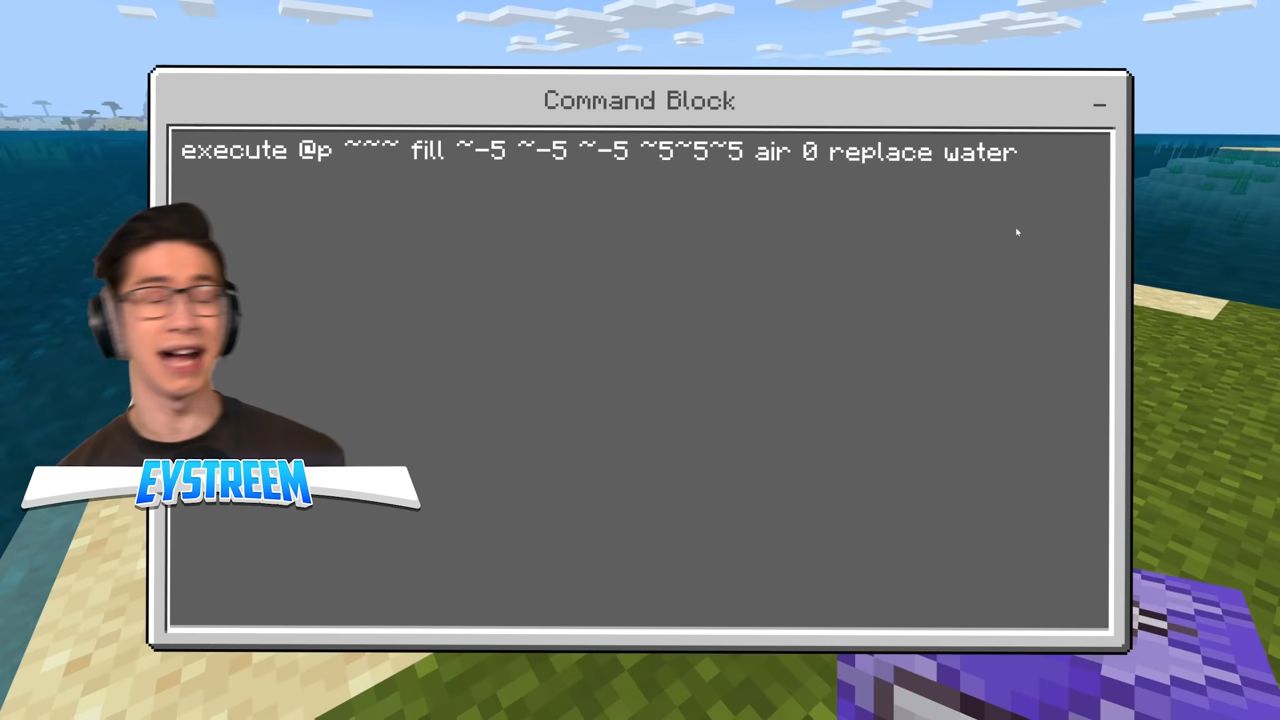 Command Block
execute @p ~~~ fill ~-5 ~-5 ~-5 ~5~5~5 air 0 replace water
EYSTREEM